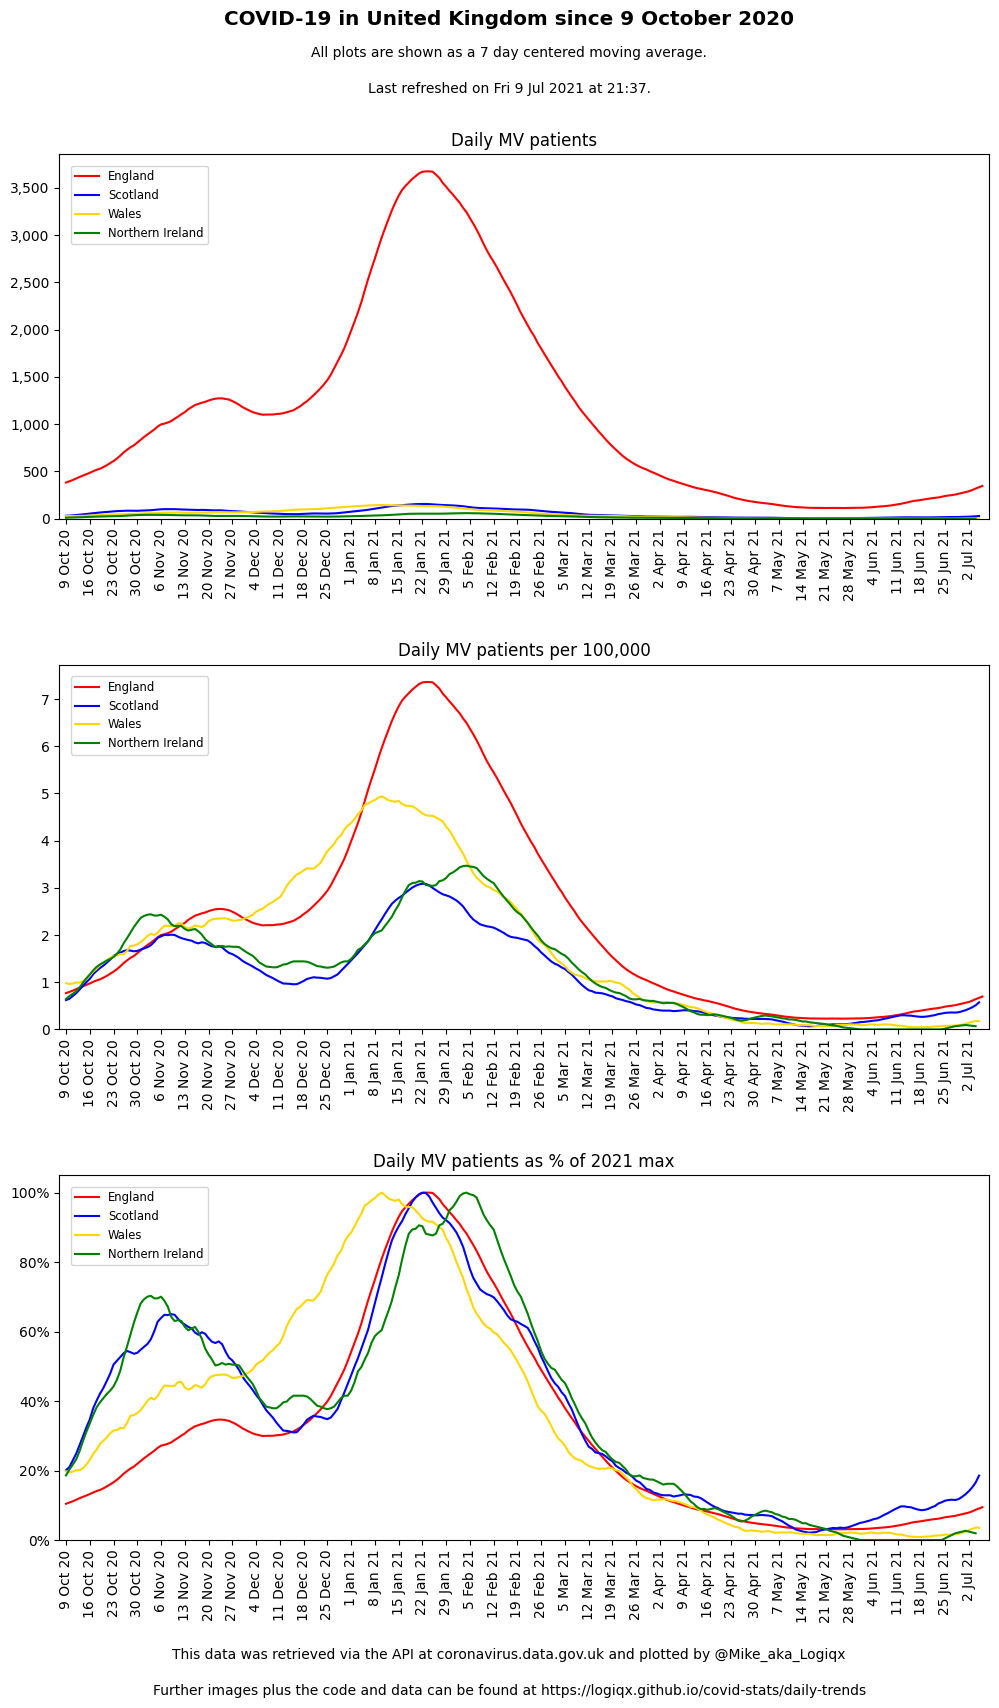 COVID-19 in United Kingdom since 9 October 2020
All plots are shown as a 7 day centered moving average.
Last refreshed on Fri 9 Jul 2021 at 21:37.
Daily MV patients
England
Scotland
Wales
Northern Ireland
3,500
3,000
2,500
2,000
1,500
1,000
500
0
9 Oct 20
16 Oct 20
23 Oct 20
30 Oct 20
6 Nov 20
13 Nov 20
20 Nov 20
27 Nov 20
4 Dec 20
11 Dec 20
18 Dec 20
25 Dec 20
1 Jan 21
8 Jan 21
15 Jan 21
22 Jan 21
29 Jan 21
5 Feb 21
12 Feb 21
19 Feb 21
26 Feb 21
5 Mar 21
12 Mar 21
19 Mar 21
26 Mar 21
2 Apr 21
9 Apr 21
16 Apr 21
23 Apr 21
30 Apr 21
7 May 21
14 May 21
21 May 21
28 May 21
4 Jun 21
11 Jun 21
18 Jun 21
25 Jun 21
2 Jul 21
Daily MV patients per 100,000
England
Scotland
Wales
Northern Ireland
7
6
5
4
3
2
1
0
9 Oct 20
16 Oct 20
23 Oct 20
30 Oct 20
6 Nov 20
13 Nov 20
20 Nov 20
27 Nov 20
4 Dec 20
11 Dec 20
18 Dec 20
25 Dec 20
1 Jan 21
8 Jan 21
15 Jan 21
22 Jan 21
29 Jan 21
5 Feb 21
12 Feb 21
19 Feb 21
26 Feb 21
5 Mar 21
12 Mar 21
19 Mar 21
26 Mar 21
2 Apr 21
9 Apr 21
16 Apr 21
23 Apr 21
30 Apr 21
7 May 21
14 May 21
21 May 21
28 May 21
4 Jun 21
11 Jun 21
18 Jun 21
25 Jun 21
2 Jul 21
Daily MV patients as % of 2021 max
England
Scotland
Wales
Northern Ireland
100%
80%
60%
40%
20%
0%
9 Oct 20
16 Oct 20
23 Oct 20
30 Oct 20
6 Nov 20
13 Nov 20
20 Nov 20
27 Nov 20
4 Dec 20
11 Dec 20
18 Dec 20
25 Dec 20
1 Jan 21
8 Jan 21
15 Jan 21
22 Jan 21
29 Jan 21
5 Feb 21
12 Feb 21
19 Feb 21
26 Feb 21
5 Mar 21
12 Mar 21
19 Mar 21
26 Mar 21
2 Apr 21
9 Apr 21
16 Apr 21
23 Apr 21
30 Apr 21
7 May 21
14 May 21
21 May 21
28 May 21
4 Jun 21
11 Jun 21
18 Jun 21
25 Jun 21
2 Jul 21
This data was retrieved via the API at coronavirus.data.gov.uk and plotted by @Mike_aka_Logiqx
Further images plus the code and data can be found at https://logiqx.github.io/covid-stats/daily-trends